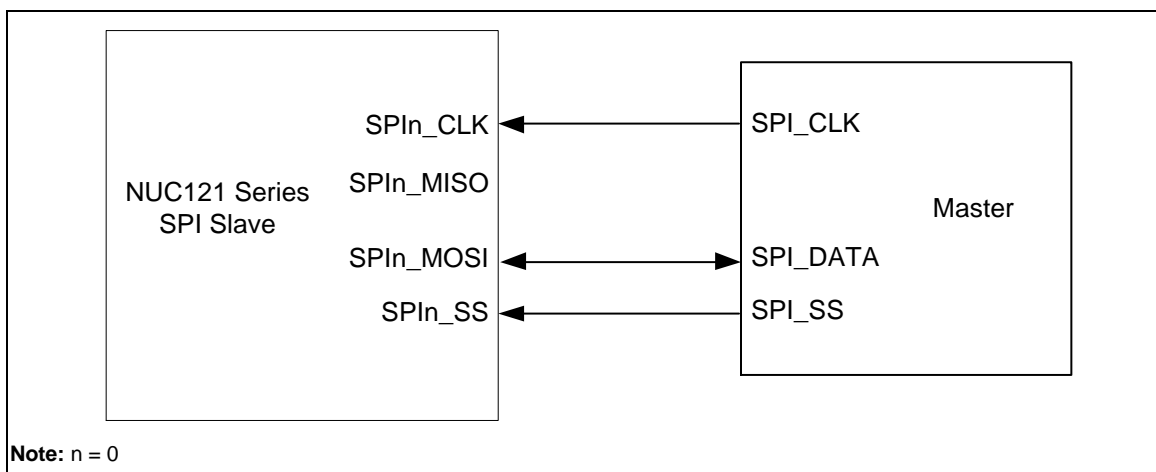 SPIn_CLK
SPI_CLK
SPIn_MISO
NUC121 Series
SPI Slave
Master
SPIn_MOSI
SPI_DATA
SPIn_SS
SPI_SS
Note: n = 0